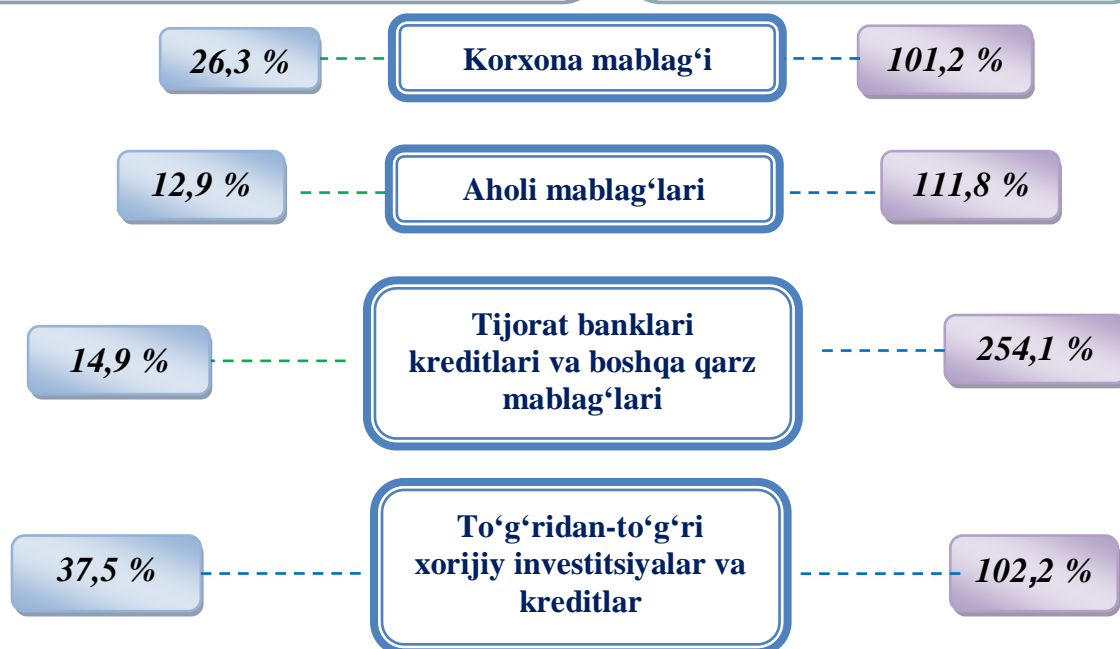 26,3 %
Korxona mablag‘i
101,2 %
12,9 %
Aholi mablag‘lari
111,8 %
14,9 %
Tijorat banklari
kreditlari va boshqa qarz
mablag‘lari
254,1 %
37,5 %
To‘g‘ridan-to‘g‘ri
xorijiy investitsiyalar va
kreditlar
102,2 %